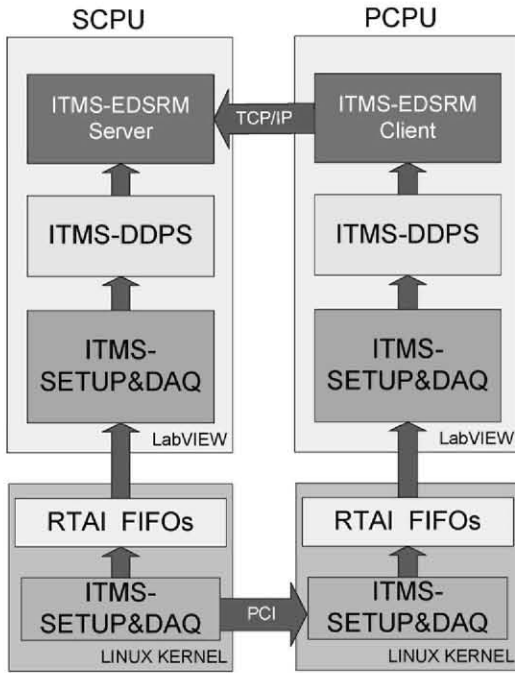 SCPU
PCPU
ITMS-EDSRM
Server
TCP/IP
ITMS-EDSRM
Client
ITMS-DDPS
ITMS-DDPS
ITMS-
SETUP&DAQ
LabVIEW
ITMS-
SETUP&DAQ
LabVIEW
RTAI FIFOs
RTAI FIFOs
ITMS-
SETUP&DAQ
PCI
ITMS-
SETUP&DAQ
LINUX KERNEL
LINUX KERNEL